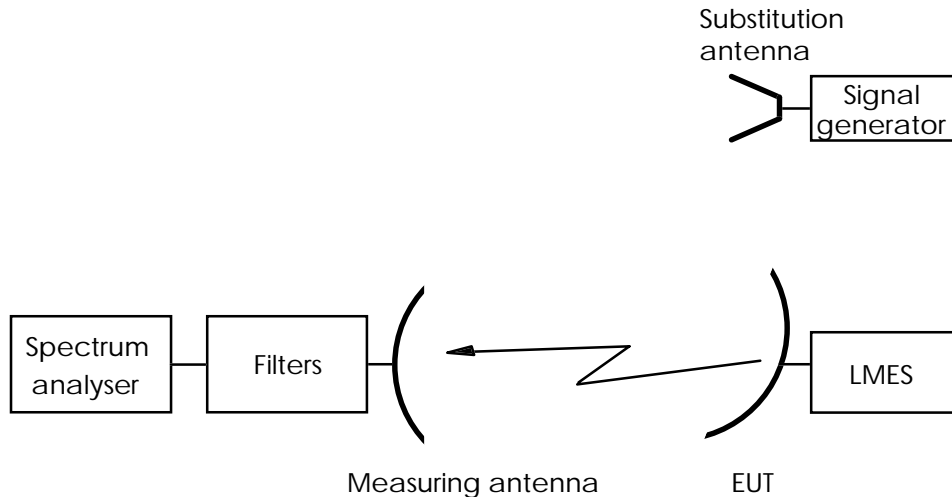 Substitution
antenna
Signal
generator
Spectrum
analyser
Filters
LMES
Measuring antenna
EUT